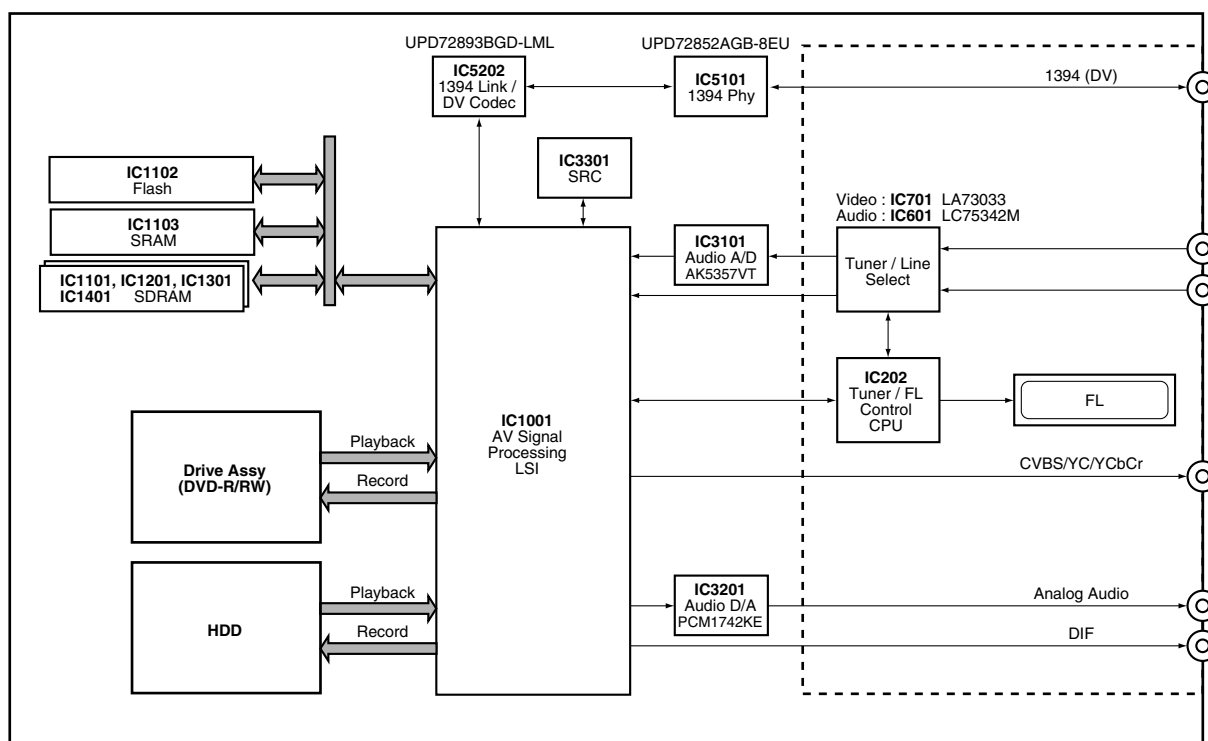 UPD72893BGD-LML
UPD72852AGB-8EU
IC5202
1394 Link /
DV Codec
IC5101
1394 Phy
1394 (DV)
IC1102
Flash
IC3301
SRC
Video : IC701 LA73033
Audio : IC601 LC75342M
IC1103
SRAM
IC3101
Audio A/D
AK5357VT
Tuner / Line
Select
IC1101, IC1201, IC1301
IC1401 SDRAM
IC202
Tuner / FL
Control
CPU
FL
IC1001
AV Signal
Processing
LSI
Drive Assy
(DVD-R/RW)
Playback
Record
CVBS/YC/YCbCr
HDD
Playback
Record
IC3201
Audio D/A
PCM1742KE
Analog Audio
DIF